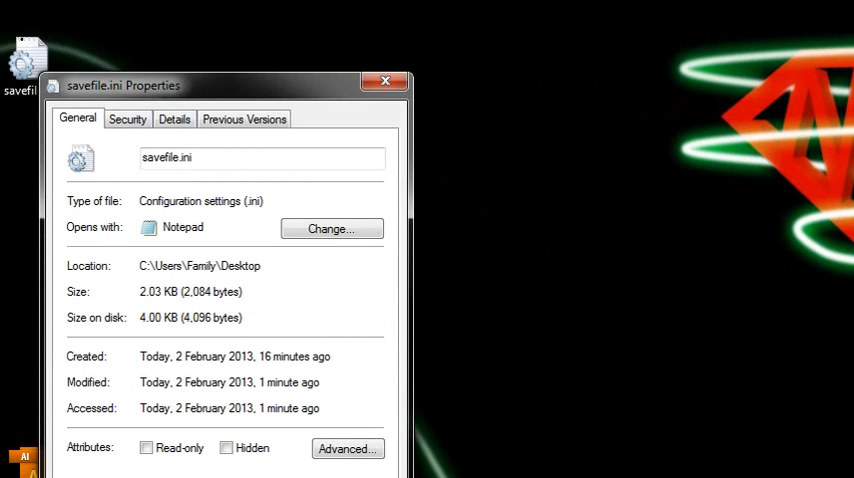 savefil
savefile.ini Properties
General Security Details Previous Versions
savefile.ini
Type of file: Configuration settings (.ini)
Opens with: Notepad Change...
Location: C:\Users\Family\Desktop
Size: 2.03 KB (2,084 bytes)
Size on disk: 4.00 KB (4,096 bytes)
Created: Today, 2 February 2013, 16 minutes ago
Modified: Today, 2 February 2013, 1 minute ago
Accessed: Today, 2 February 2013, 1 minute ago
Attributes: Read-only Hidden Advanced...
AI